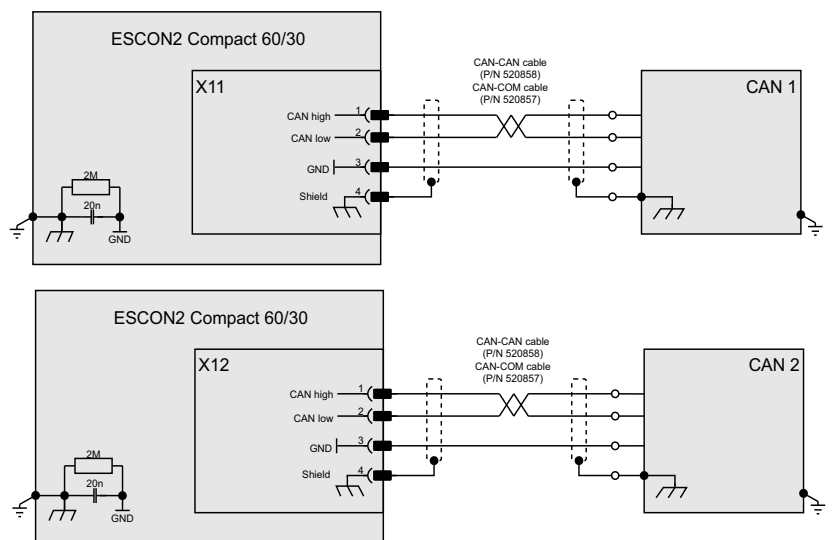 ESCON2 Compact 60/30
X11
CAN high 1
CAN low 2
GND 3
Shield 4
2M
20n
GND
CAN-CAN cable
(P/N 520858)
CAN-COM cable
(P/N 520857)
CAN 1
ESCON2 Compact 60/30
X12
CAN high 1
CAN low 2
GND 3
Shield 4
2M
20n
GND
CAN-CAN cable
(P/N 520858)
CAN-COM cable
(P/N 520857)
CAN 2